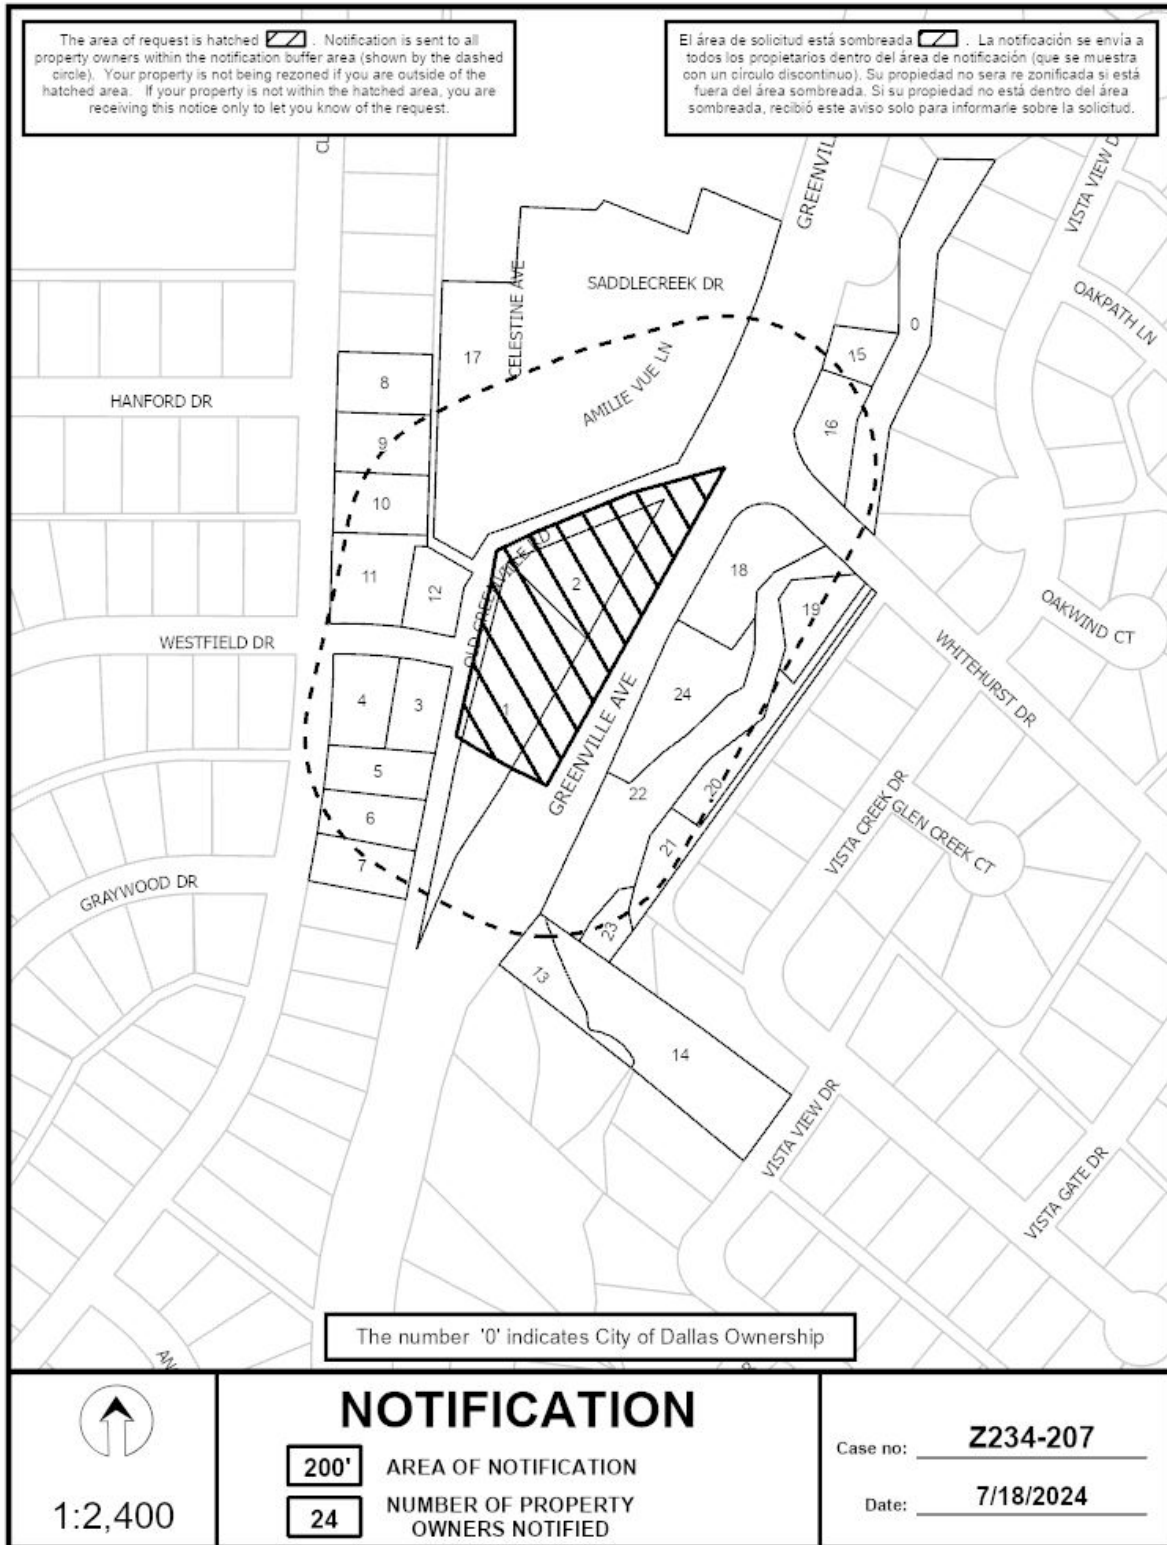 The area of request is hatched . Notification is sent to all
property owners within the notification buffer area (shown by the dashed
circle). Your property is not being rezoned if you are outside of the
hatched area. If your property is not within the hatched area, you are
receiving this notice only to let you know of the request.
El área de solicitud está sombreada . La notificación se envía a
todos los propietarios dentro del área de notificación (que se muestra
con un círculo discontinuo). Su propiedad no sera re zonificada si está
fuera del área sombreada. Si su propiedad no está dentro del área
sombreada, recibió este aviso solo para informarle sobre la solicitud.
GREENVIL
VISTA VIEW D
CELESTINE AVE
SADDLECREEK DR
OAKPATH LN
0
17
15
AMILIE VUE LN
8
HANFORD DR
16
9
10
OLD GREENVILLE RD
2
18
11
12
19
OAKWIND CT
WESTFIELD DR
WHITEHURST DR
4
3
24
1
GREENVILLE AVE
5
22
20
VISTA CREEK DR
GLEN CREEK CT
6
21
7
GRAYWOOD DR
23
13
14
VISTA VIEW DR
VISTA GATE DR
The number '0' indicates City of Dallas Ownership
1:2,400
NOTIFICATION
200' AREA OF NOTIFICATION
24 NUMBER OF PROPERTY
OWNERS NOTIFIED
Case no: Z234-207
Date: 7/18/2024